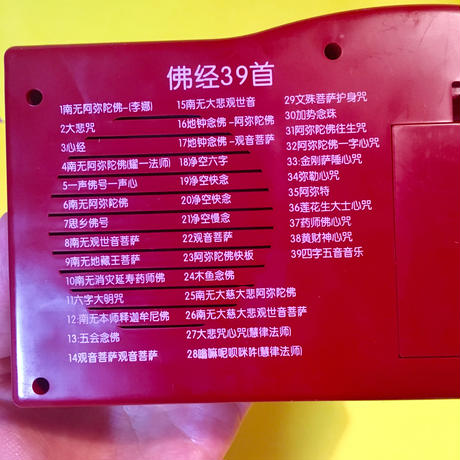 佛经39首
1南无阿弥陀佛-(李娜)
2大悲咒
3心经
4南无阿弥陀佛(耀一法师)
5一声佛号一声心
6南无阿弥陀佛
7思乡佛号
8南无观世音菩萨
9南无地藏王菩萨
10南无消灾延寿药师佛
11六字大明咒
12:南无本师释迦牟尼佛
13:五会念佛
14观音菩萨观音菩萨
15南无大悲观世音
16地钟念佛-阿弥陀佛
17地钟念佛-观音菩萨
18净空六字
19净空快念
20净空快念
21净空慢念
22观音菩萨
23阿弥陀佛快板
24木鱼念佛
25南无大慈大悲阿弥陀佛
26南无大慈大悲观世音菩萨
27大悲咒心咒(慧律法师)
28嗡嘛呢呗咪吽(慧律法师)
29文殊菩萨护身咒
30加势念珠
31阿弥陀佛往生咒
32阿弥陀佛一字心咒
33:金刚萨陲心咒
34弥勒心咒
35阿弥特
36莲花生大士心咒
37药师佛心咒
38黄财神心咒
39四字五音音乐